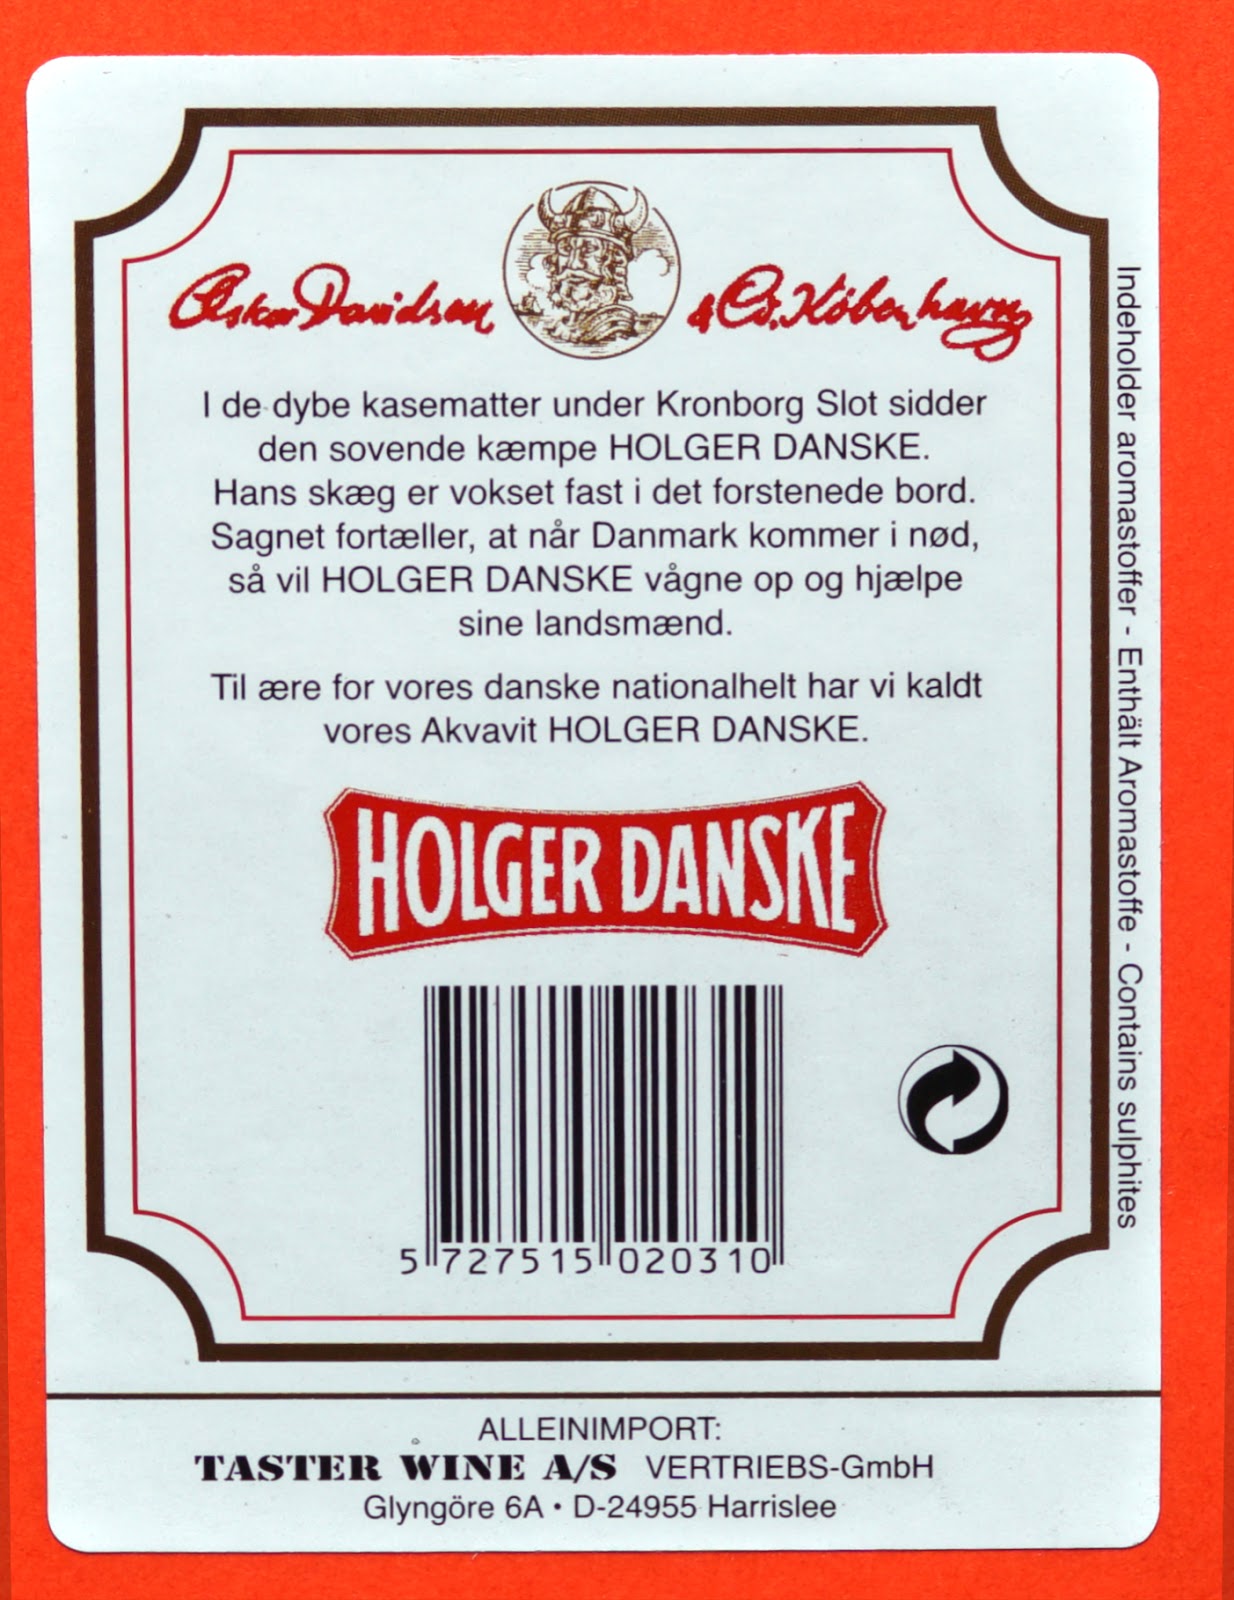 Oskar Davidsen & Co. København
I de dybe kasematter under Kronborg Slot sidder
den sovende kæmpe HOLGER DANSKE.
Hans skæg er vokset fast i det forstenede bord.
Sagnet fortæller, at når Danmark kommer i nød,
så vil HOLGER DANSKE vågne op og hjælpe
sine landsmænd.
Til ære for vores danske nationalhelt har vi kaldt
vores Akvavit HOLGER DANSKE.
HOLGER DANSKE
5 727515 020310
Indeholder aromastoffer - Enthält Aromastoffe - Contains sulphites
ALLEINIMPORT:
TASTER WINE A/S VERTRIEBS-GmbH
Glyngöre 6A • D-24955 Harrislee